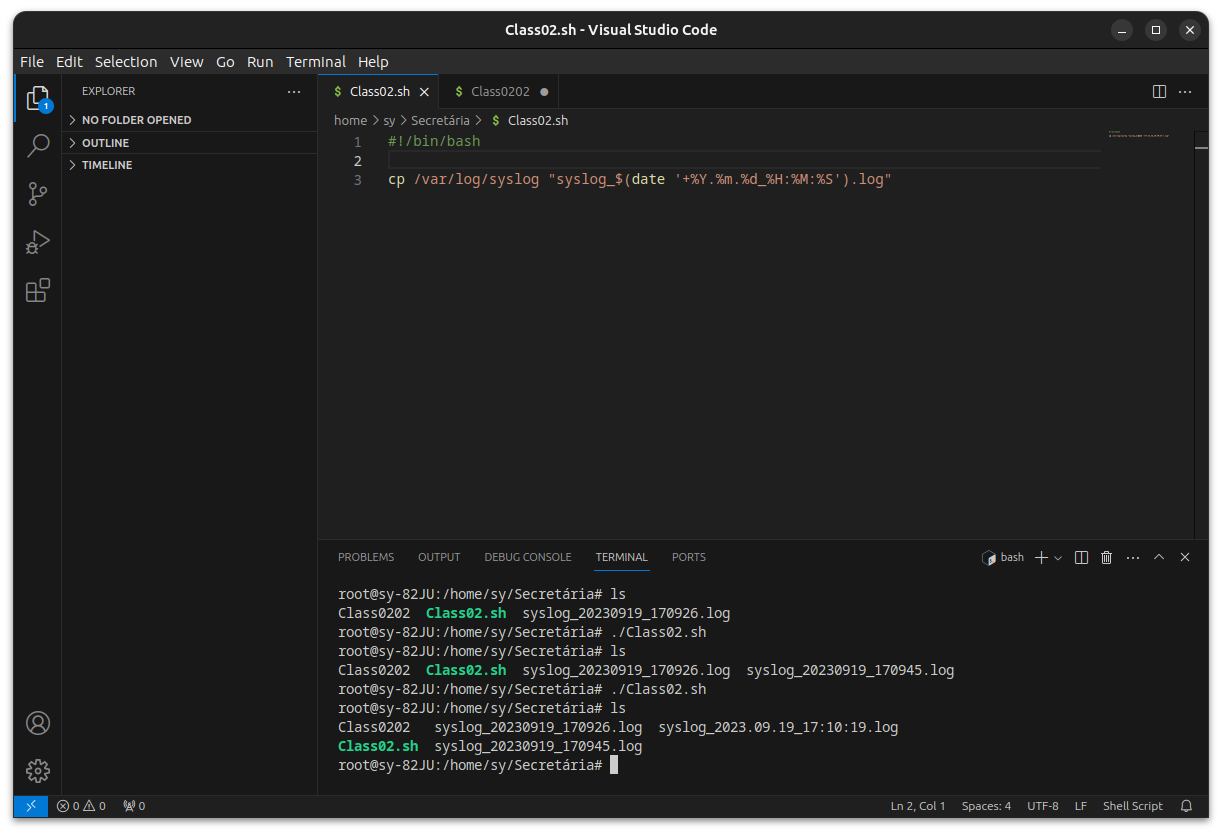 Class02.sh - Visual Studio Code
File Edit Selection View Go Run Terminal Help
EXPLORER
NO FOLDER OPENED
OUTLINE
TIMELINE
1
$ Class02.sh
$ Class0202
home > sy > Secretária > $ Class02.sh
1 #!/bin/bash
2
3 cp /var/log/syslog "syslog_$(date '+%Y.%m.%d_%H:%M:%S').log"
PROBLEMS OUTPUT DEBUG CONSOLE TERMINAL PORTS
bash
root@sy-82JU:/home/sy/Secretária# ls
Class0202 Class02.sh syslog_20230919_170926.log
root@sy-82JU:/home/sy/Secretária# ./Class02.sh
root@sy-82JU:/home/sy/Secretária# ls
Class0202 Class02.sh syslog_20230919_170926.log syslog_20230919_170945.log
root@sy-82JU:/home/sy/Secretária# ./Class02.sh
root@sy-82JU:/home/sy/Secretária# ls
Class0202 syslog_20230919_170926.log syslog_2023.09.19_17:10:19.log
Class02.sh syslog_20230919_170945.log
root@sy-82JU:/home/sy/Secretária#
0 0 0
Ln 2, Col 1 Spaces: 4 UTF-8 LF Shell Script